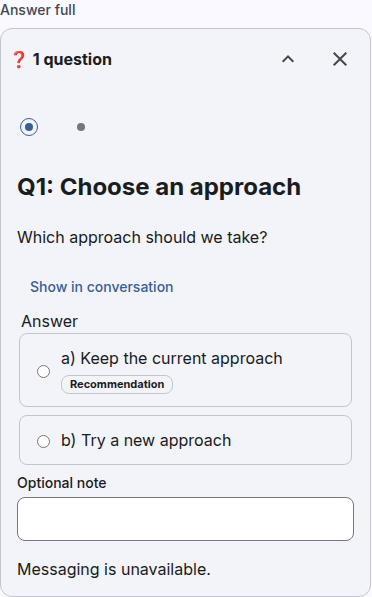 Answer full
❓ 1 question
Q1: Choose an approach
Which approach should we take?
Show in conversation
Answer
a) Keep the current approach
Recommendation
b) Try a new approach
Optional note
Messaging is unavailable.